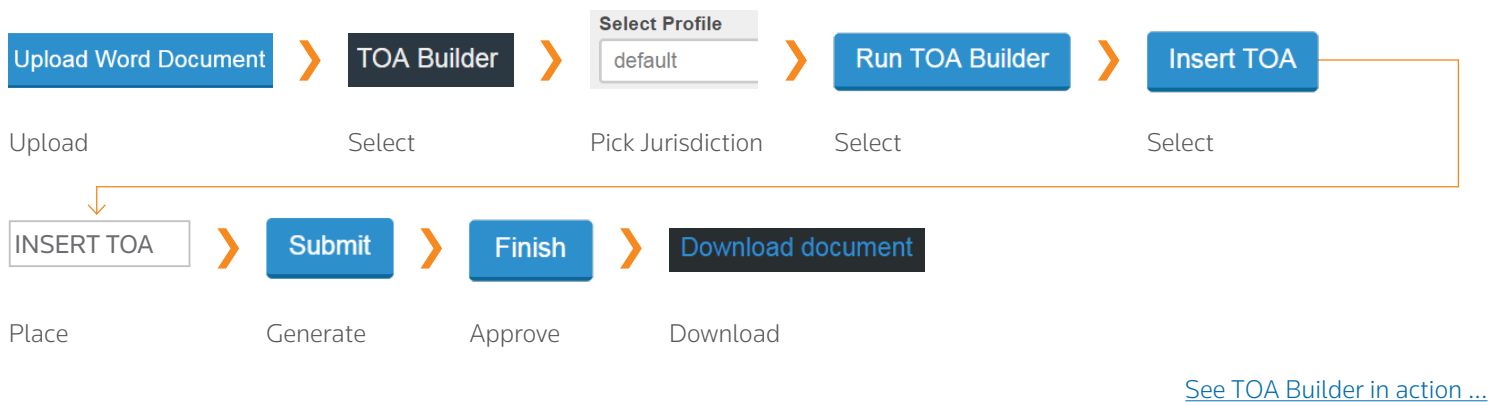 Select Profile
Upload Word Document TOA Builder default Run TOA Builder Insert TOA
Upload Select Pick Jurisdiction Select Select
INSERT TOA Submit Finish Download document
Place Generate Approve Download
See TOA Builder in action ...